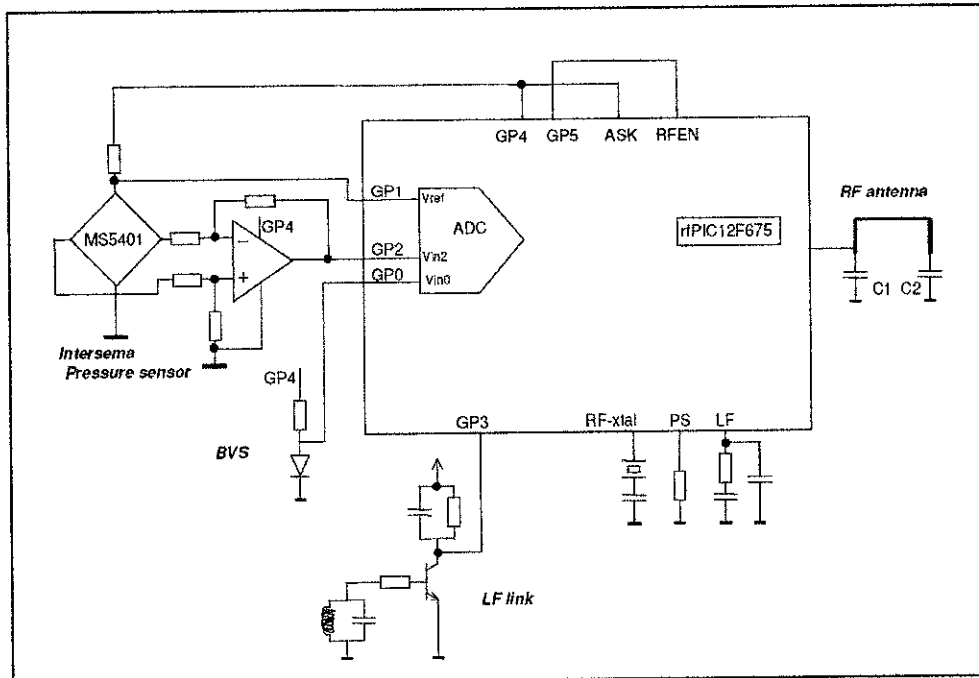 GP4 GP5 ASK RFEN
GP1
Vref
RF antenna
MS5401
GP4
ADC
rfPIC12F675
−
GP2
Vin2
+
GP0
Vin0
C1 C2
Intersema
Pressure sensor
GP4
GP3
RF-xtal
PS
LF
BVS
LF link